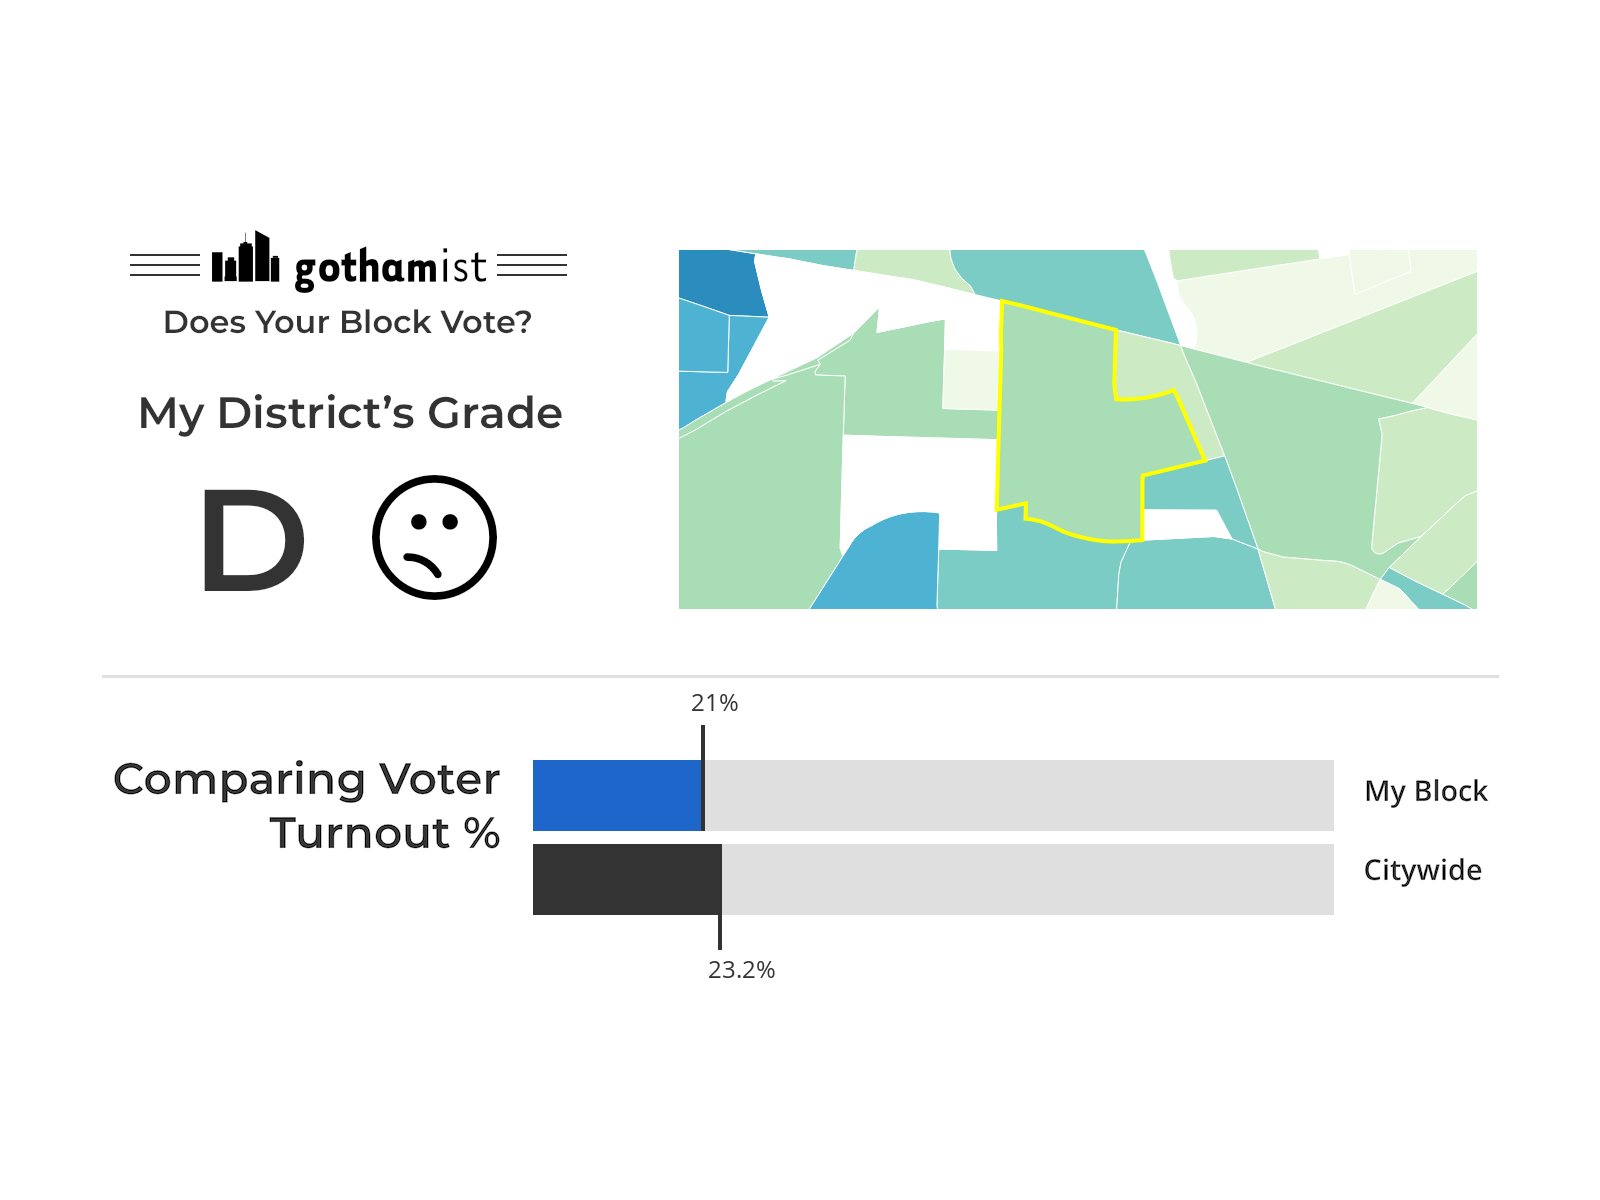 gothamist
Does Your Block Vote?
My District’s Grade
D
21%
Comparing Voter
Turnout %
My Block
Citywide
23.2%